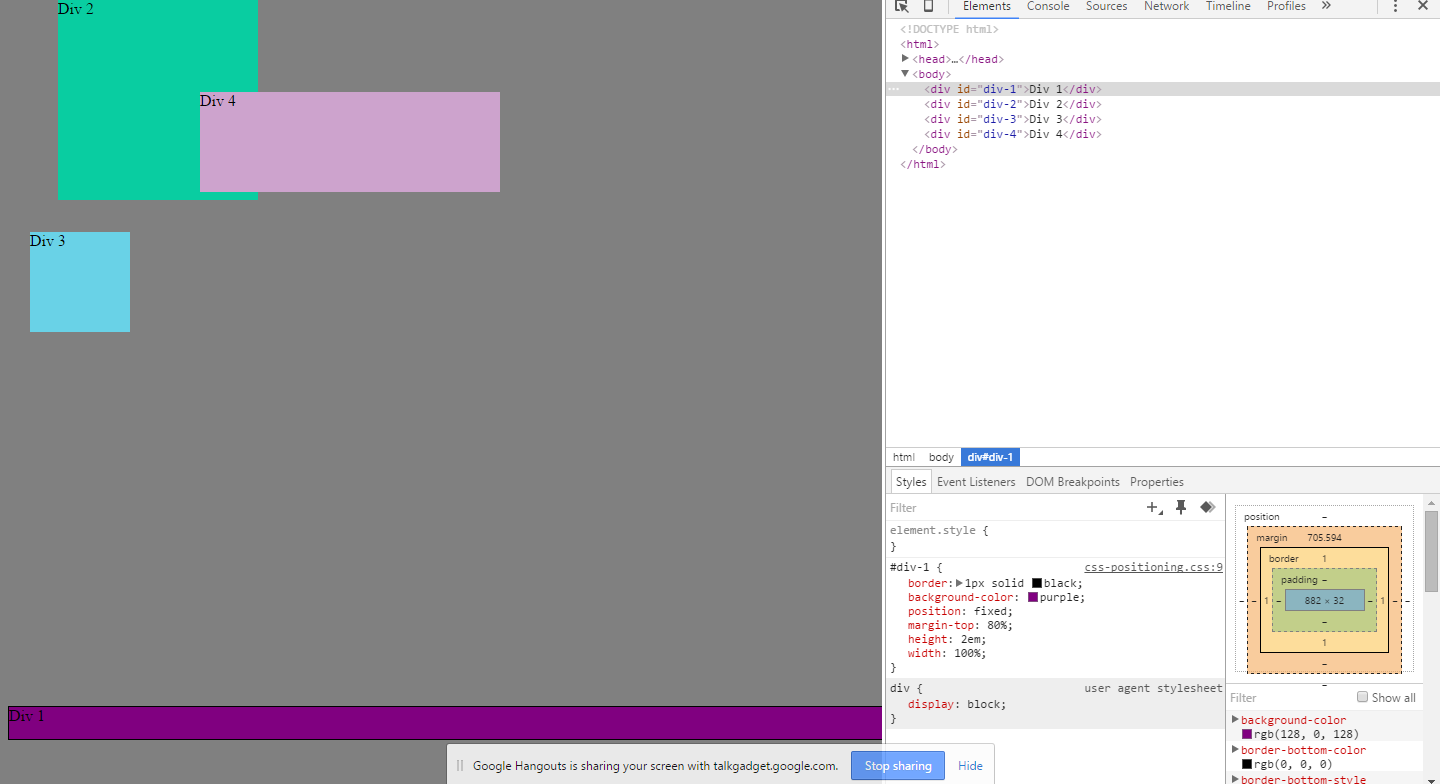 Div 2
Div 4
Div 3
Div 1
Google Hangouts is sharing your screen with talkgadget.google.com. Stop sharing Hide
Elements Console Sources Network Timeline Profiles »
<!DOCTYPE html>
<html>
<head>…</head>
<body>
<div id="div-1">Div 1</div>
<div id="div-2">Div 2</div>
<div id="div-3">Div 3</div>
<div id="div-4">Div 4</div>
</body>
</html>
html body div#div-1
Styles Event Listeners DOM Breakpoints Properties
Filter
element.style {
}
#div-1 { css-positioning.css:9
border: 1px solid black;
background-color: purple;
position: fixed;
margin-top: 80%;
height: 2em;
width: 100%;
}
div { user agent stylesheet
display: block;
}
position -
margin 705.594
border 1
padding -
- - 1 - 882 × 32 - 1 - -
-
1
-
-
Filter Show all
background-color
rgb(128, 0, 128)
border-bottom-color
rgb(0, 0, 0)
border-bottom-style